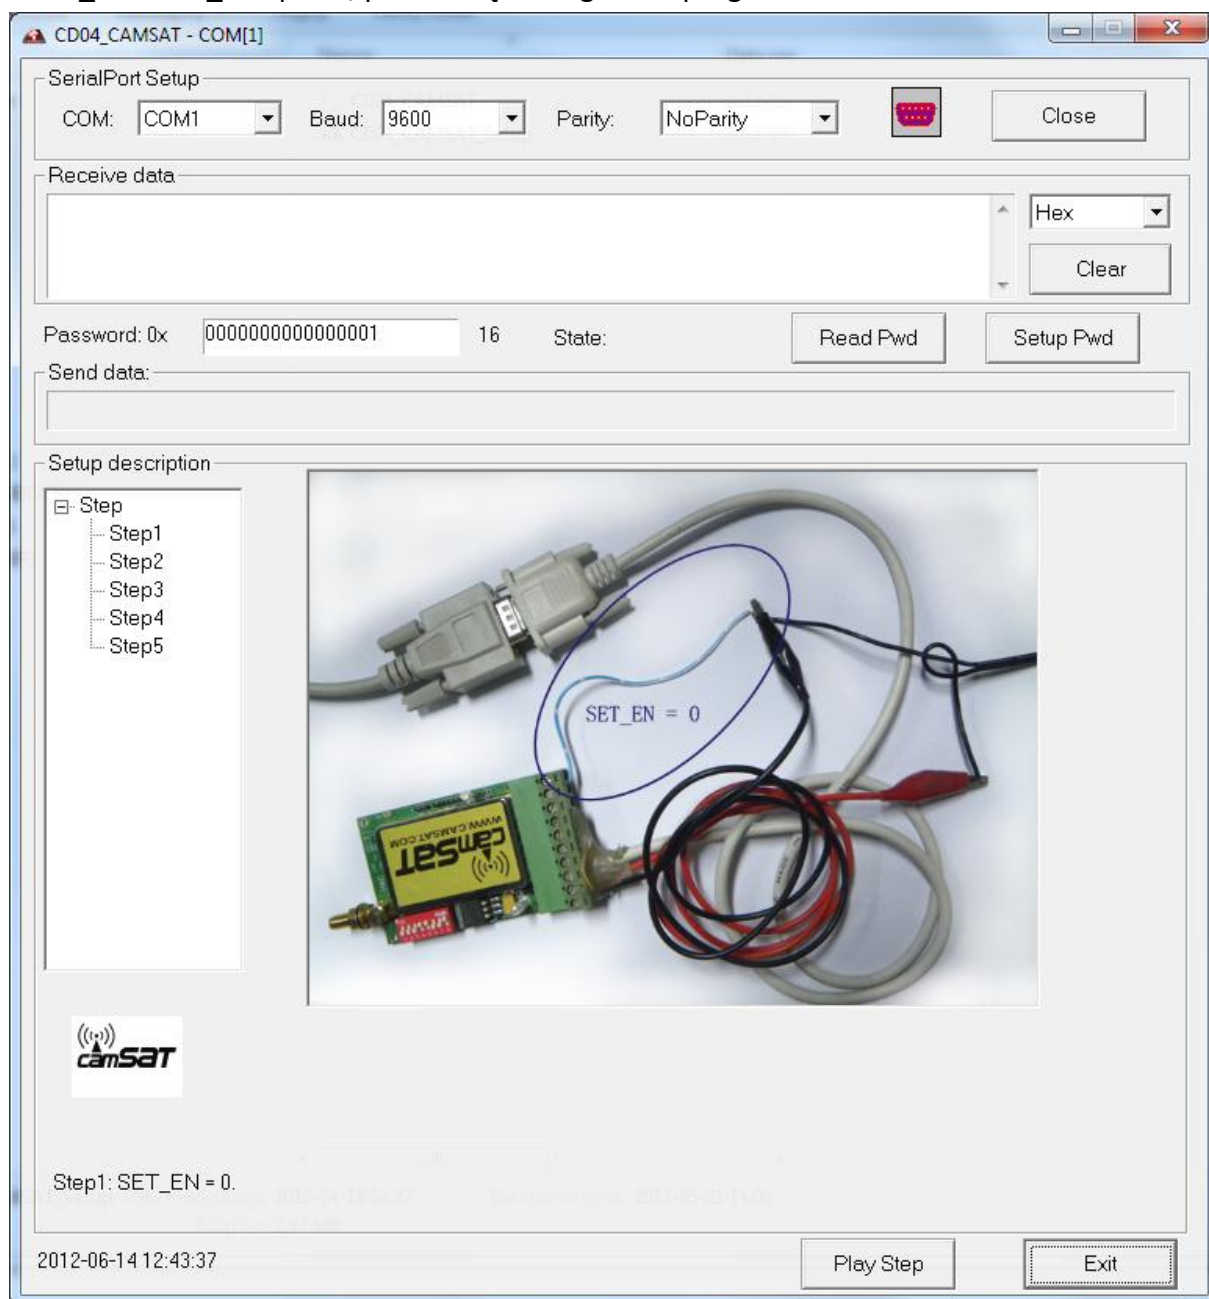 CD04_CAMSAT - COM[1]
SerialPort Setup
COM: COM1 Baud: 9600 Parity: NoParity Close
Receive data
Hex
Clear
Password: 0x 0000000000000001 16 State: Read Pwd Setup Pwd
Send data:
Setup description
Step
Step1
Step2
Step3
Step4
Step5
SET_EN = 0
WWW.CAMSAT.COM
camSAT
camSAT
Step1: SET_EN = 0.
2012-06-14 12:43:37 Play Step Exit